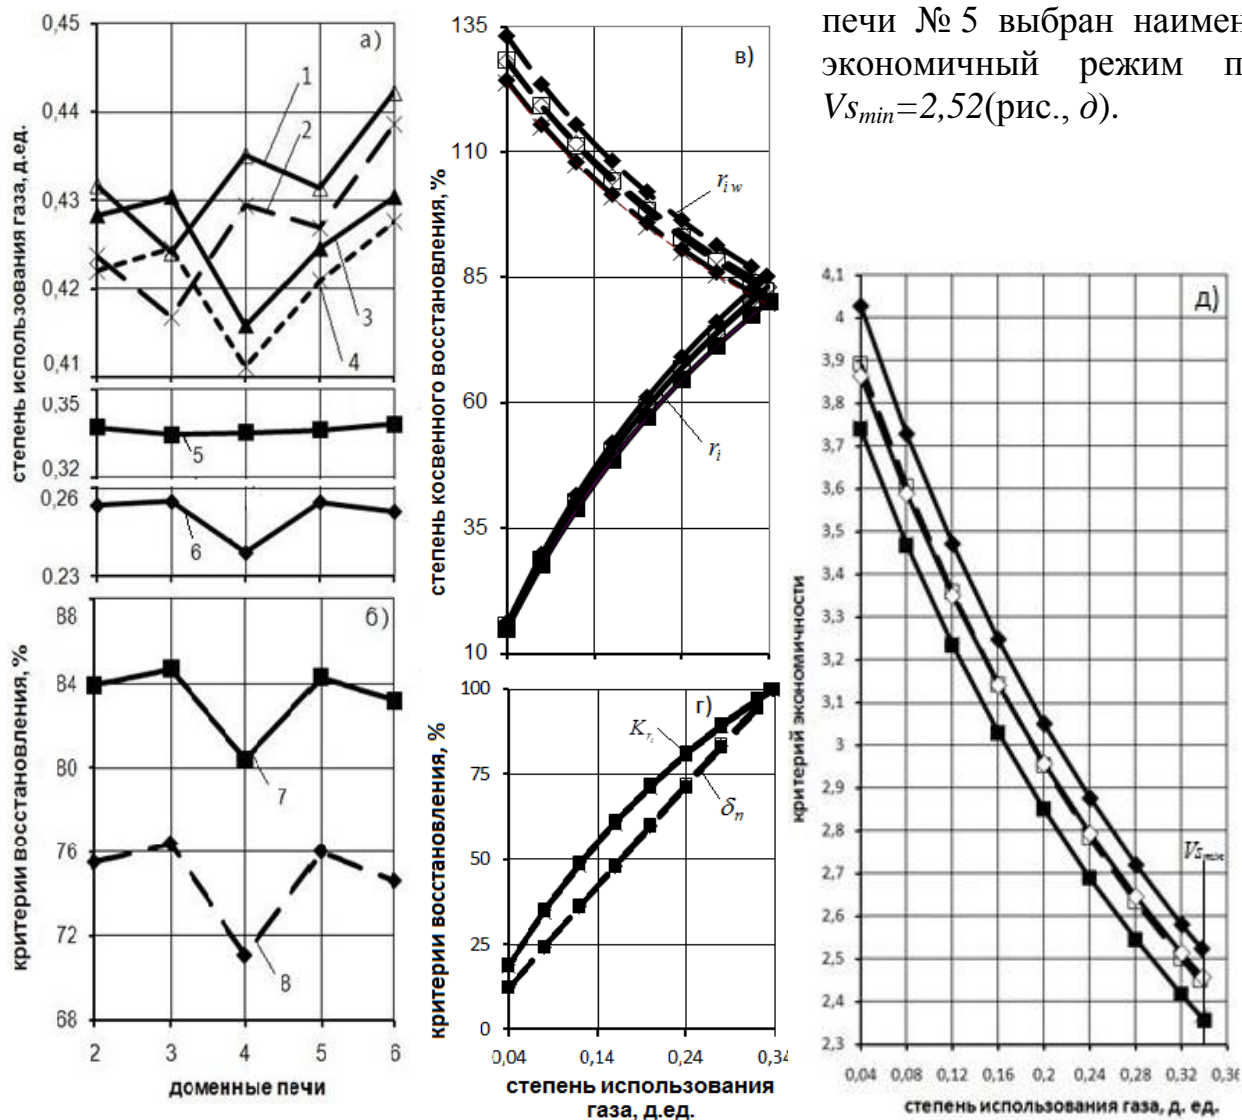 печи № 5 выбран наимен
экономичный режим п
Vs_min=2,52(рис., д).
степень использования газа, д.ед.
0,45
0,44
0,43
0,42
0,41
0,35
0,32
0,26
0,23
а)
1
2
3
4
5
6
критерии восстановления, %
88
84
80
76
72
68
б)
7
8
2 3 4 5 6
доменные печи
степень косвенного восстановления, %
135
110
85
60
35
10
в)
r_iw
r_i
критерии восстановления, %
100
75
50
25
0
г)
K_ri
δ_n
0,04 0,14 0,24 0,34
степень использования
газа, д.ед.
критерий экономичности
4,1
4
3,9
3,8
3,7
3,6
3,5
3,4
3,3
3,2
3,1
3
2,9
2,8
2,7
2,6
2,5
2,4
2,3
д)
Vs_min
0,04 0,08 0,12 0,16 0,2 0,24 0,28 0,32 0,36
степень использования газа, д. ед.